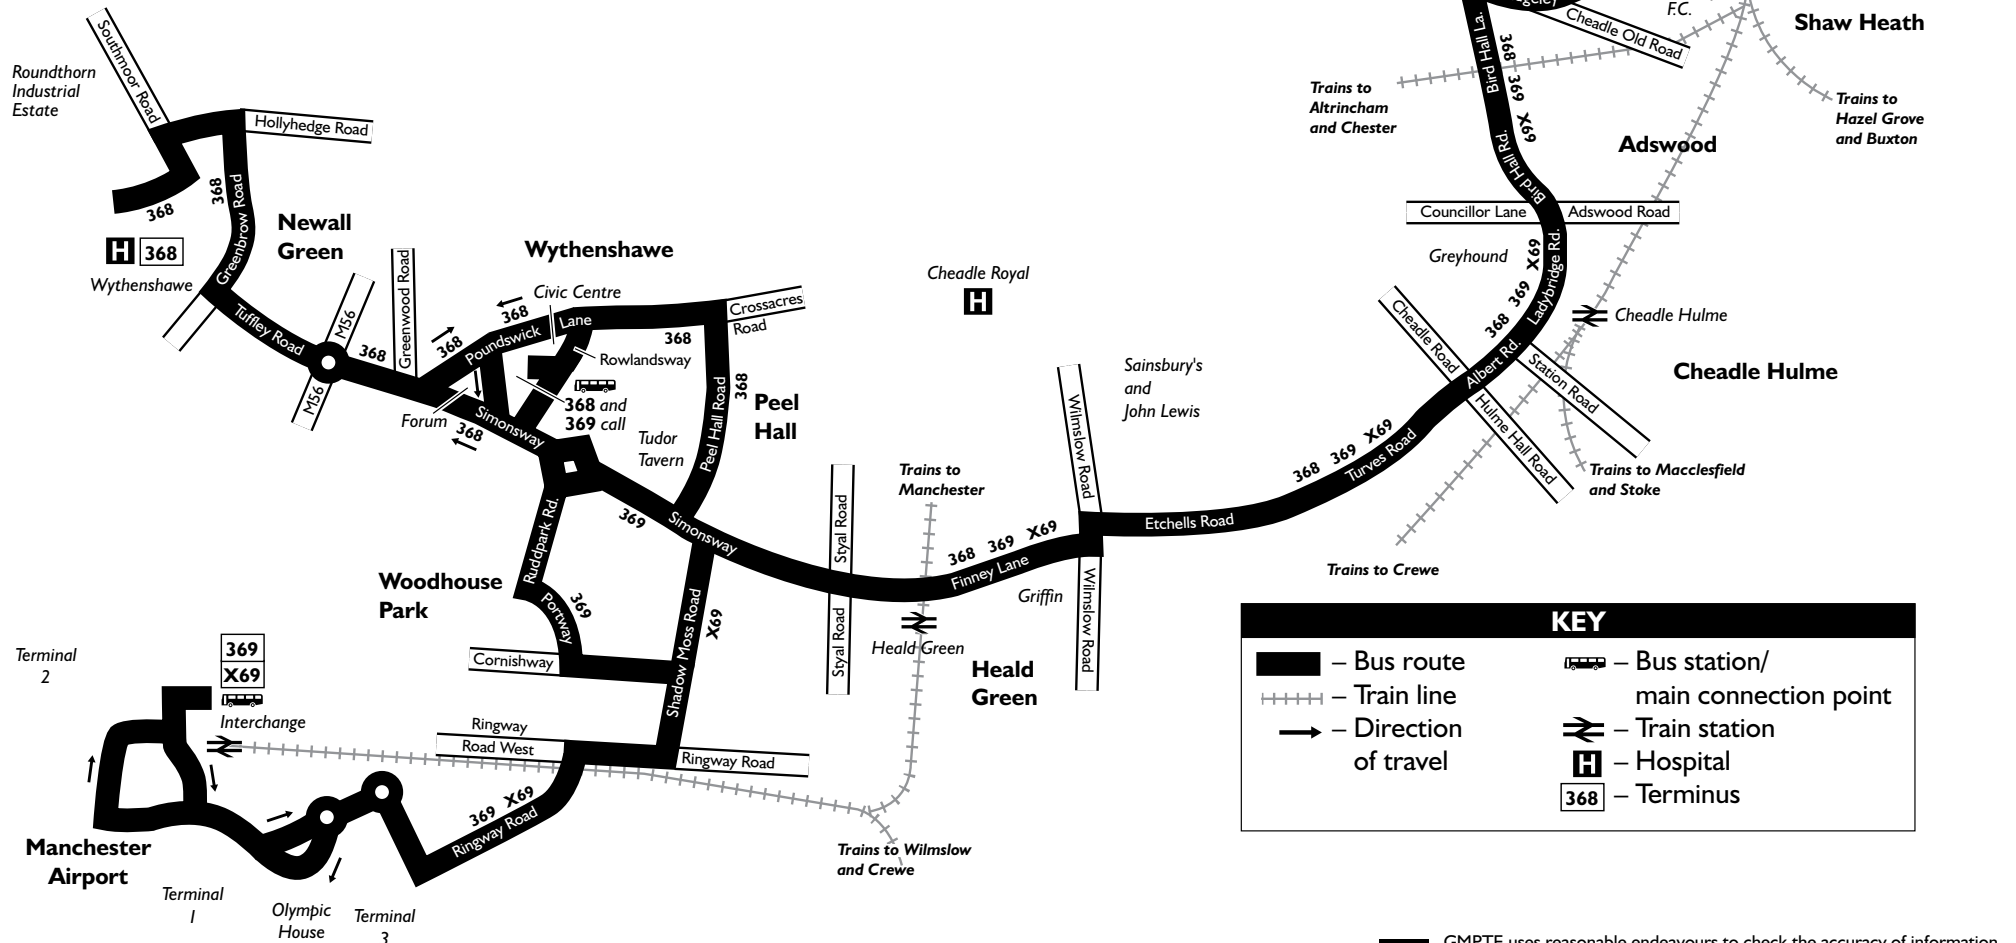 F.C.
Shaw Heath
Cheadle Old Road
Bird Hall La.
368 369 X69
Trains to
Altrincham
and Chester
Trains to
Hazel Grove
and Buxton
Adswood
Bird Hall Rd.
Councillor Lane
Adswood Road
Greyhound
368 369 X69
Ladybridge Rd.
Cheadle Hulme
Cheadle Hulme
Cheadle Road
Albert Rd.
Station Road
Hulme Hall Road
Trains to Macclesfield
and Stoke
Trains to Crewe
368 369 X69
Turves Road
Etchells Road
Roundthorn
Industrial
Estate
Southmoor Road
Hollyhedge Road
368
368
Greenbrow Road
H 368
Wythenshawe
Newall
Green
Tuffley Road
M56
M56
368
Greenwood Road
Wythenshawe
Civic Centre
368
368
Poundswick
Lane
Rowlandsway
368
Crossacres
Road
368
Peel Hall Road
Peel
Hall
368 and
369 call
Forum
368
Simonsway
Tudor
Tavern
Cheadle Royal
H
Sainsbury's
and
John Lewis
Wilmslow Road
Wilmslow Road
Trains to
Manchester
Styal Road
Styal Road
368 369 X69
Finney Lane
Griffin
Heald Green
Heald
Green
369
Simonsway
Ruddpark Rd.
Woodhouse
Park
Portway
369
Cornishway
Shadow Moss Road
X69
Terminal
2
369
X69
Interchange
Ringway
Road West
Ringway Road
369 X69
Ringway Road
Manchester
Airport
Terminal
1
Olympic
House
Terminal
3
Trains to Wilmslow
and Crewe
KEY
– Bus route
– Train line
– Direction
of travel
– Bus station/
main connection point
– Train station
H – Hospital
368 – Terminus
GMPTE uses reasonable endeavours to check the accuracy of information